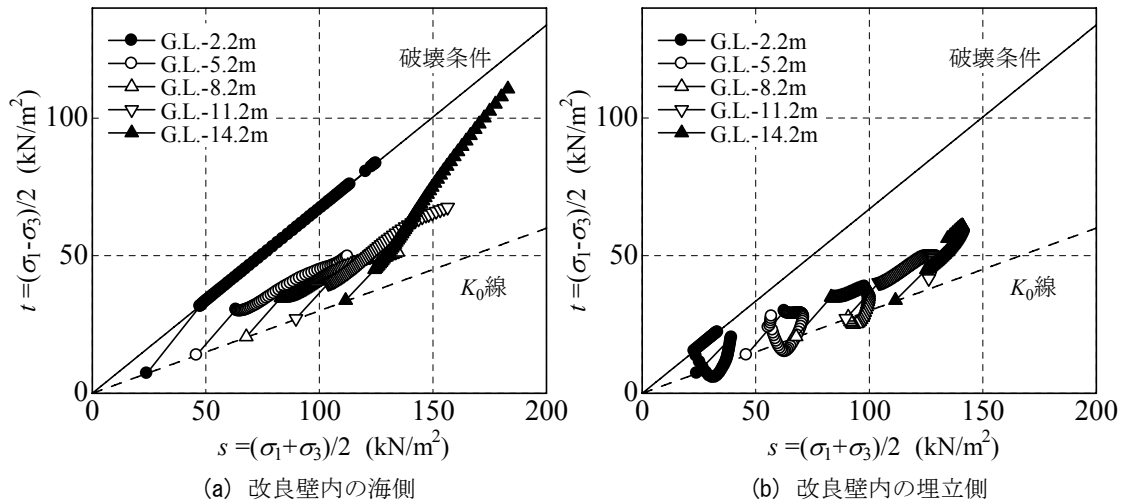 G.L.-2.2m
G.L.-5.2m
G.L.-8.2m
G.L.-11.2m
G.L.-14.2m
破壊条件
K₀線
100
50
0
0 50 100 150 200
t =(σ₁-σ₃)/2 (kN/m²)
s =(σ₁+σ₃)/2 (kN/m²)
(a) 改良壁内の海側
G.L.-2.2m
G.L.-5.2m
G.L.-8.2m
G.L.-11.2m
G.L.-14.2m
破壊条件
K₀線
100
50
0
0 50 100 150 200
t =(σ₁-σ₃)/2 (kN/m²)
s =(σ₁+σ₃)/2 (kN/m²)
(b) 改良壁内の埋立側